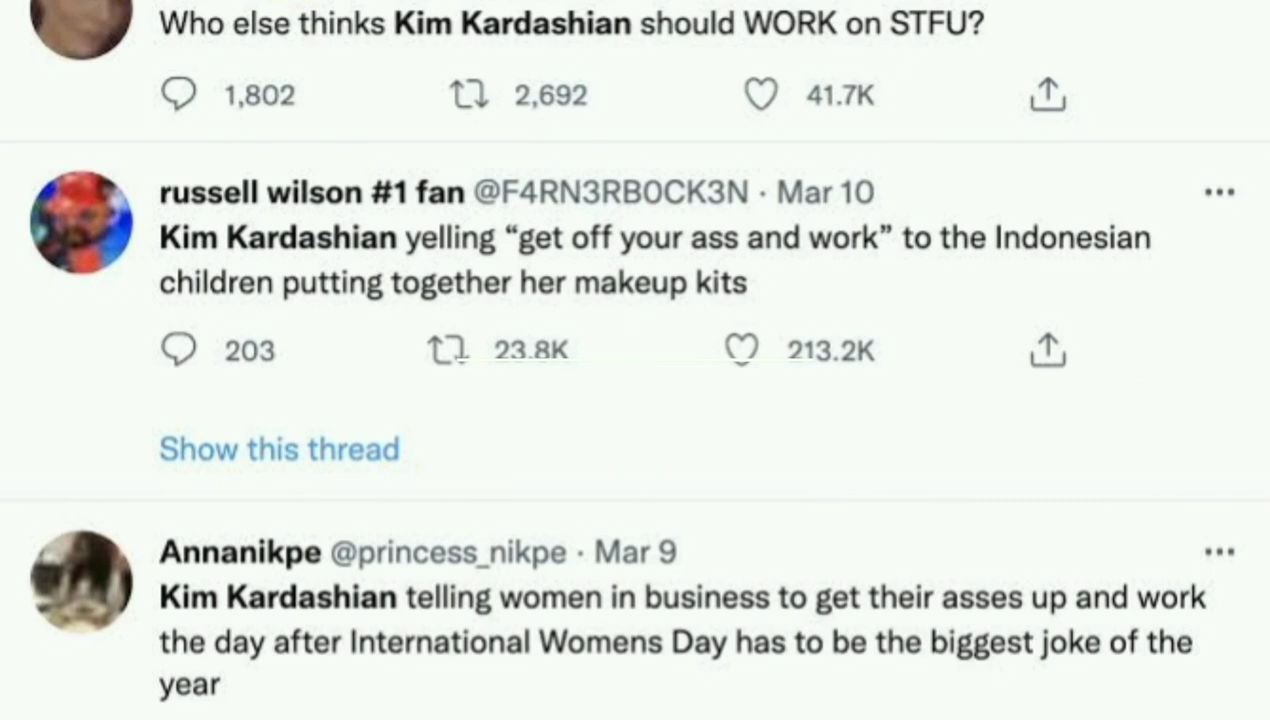 Who else thinks Kim Kardashian should WORK on STFU?
1,802 2,692 41.7K
russell wilson #1 fan @F4RN3RB0CK3N · Mar 10
Kim Kardashian yelling “get off your ass and work” to the Indonesian
children putting together her makeup kits
203 23.8K 213.2K
Show this thread
Annanikpe @princess_nikpe · Mar 9
Kim Kardashian telling women in business to get their asses up and work
the day after International Womens Day has to be the biggest joke of the
year